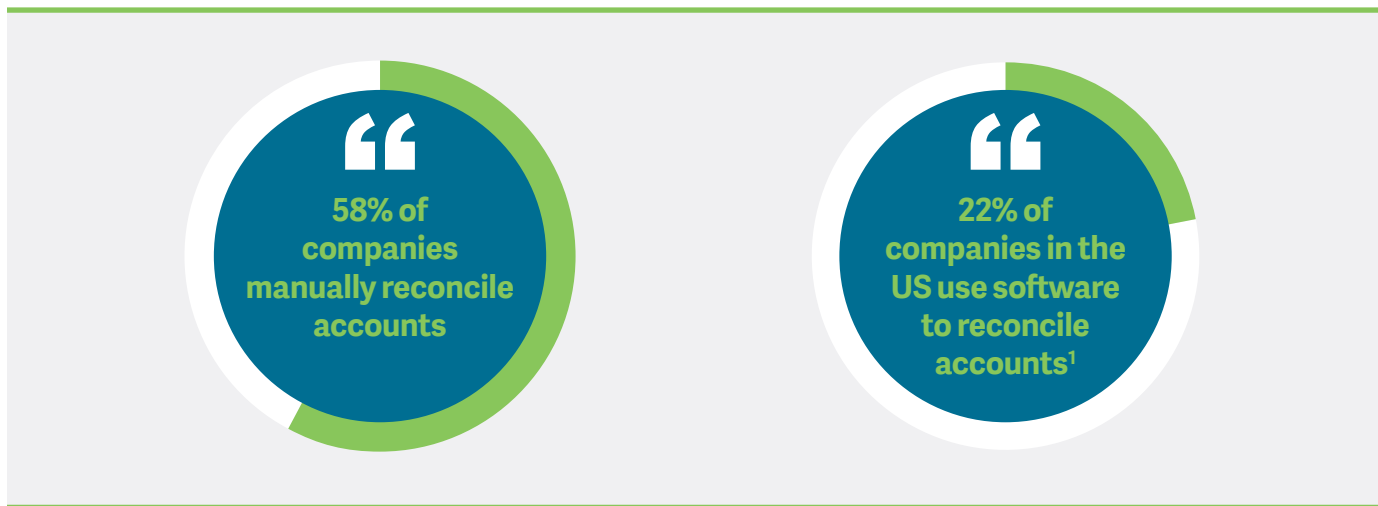 “
58% of
companies
manually reconcile
accounts
“
22% of
companies in the
US use software
to reconcile
accounts¹